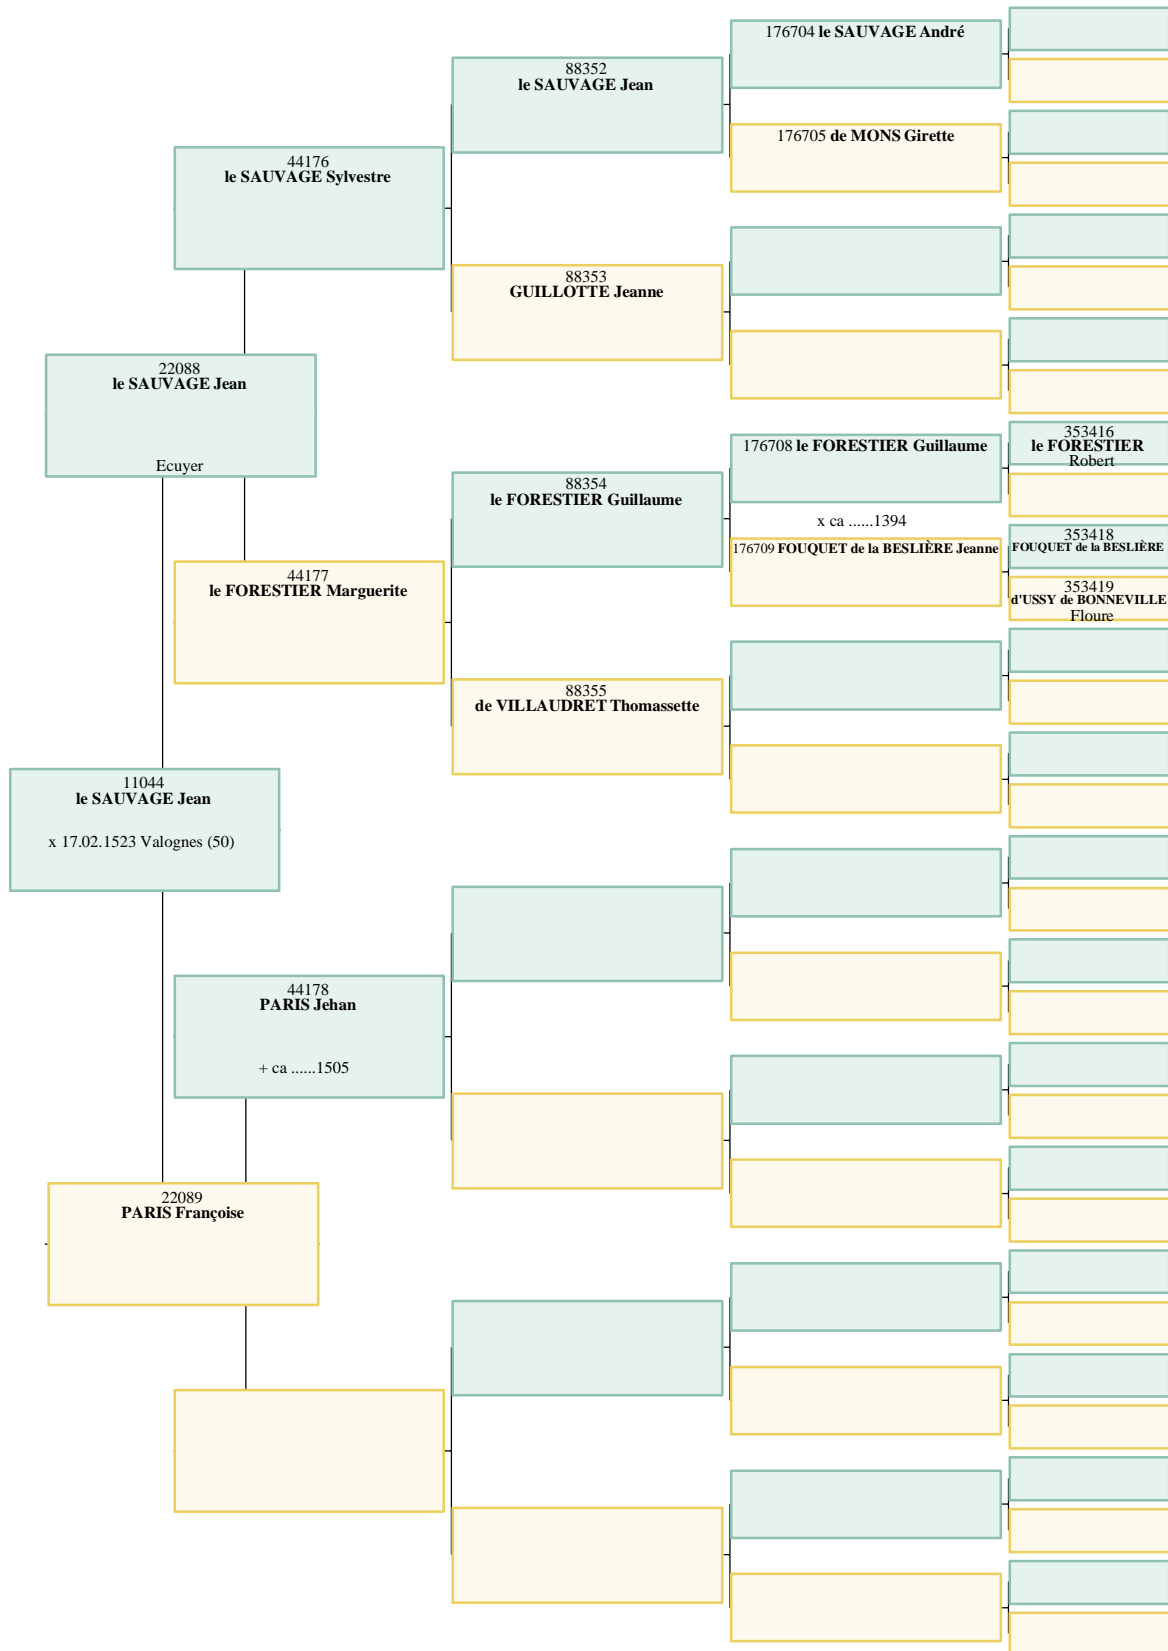 176704 le SAUVAGE André
88352
le SAUVAGE Jean
176705 de MONS Girette
44176
le SAUVAGE Sylvestre
88353
GUILLOTTE Jeanne
22088
le SAUVAGE Jean
Ecuyer
176708 le FORESTIER Guillaume
353416
le FORESTIER
Robert
88354
le FORESTIER Guillaume
x ca ......1394
176709 FOUQUET de la BESLIÈRE Jeanne
353418
FOUQUET de la BESLIÈRE
353419
d'USSY de BONNEVILLE
Floure
44177
le FORESTIER Marguerite
88355
de VILLAUDRET Thomassette
11044
le SAUVAGE Jean
x 17.02.1523 Valognes (50)
44178
PARIS Jehan
+ ca ......1505
22089
PARIS Françoise